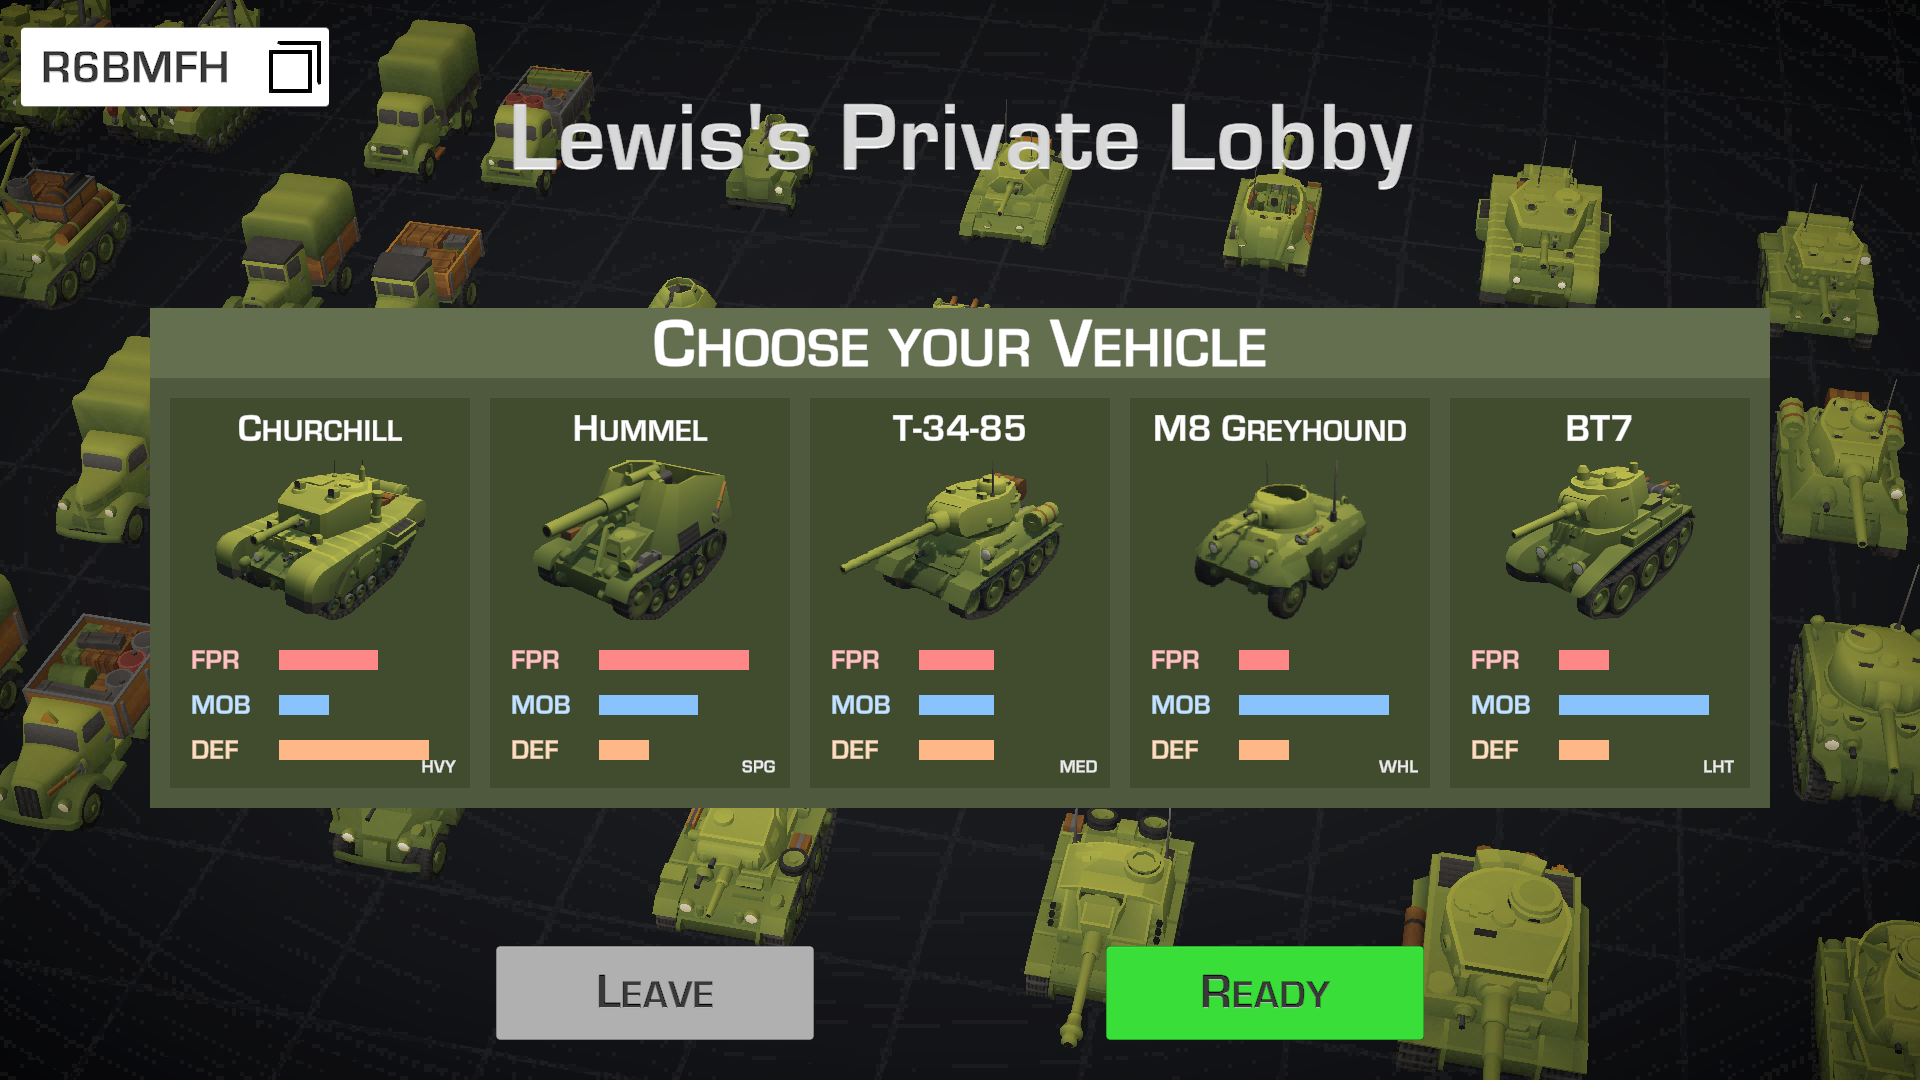 R6BMFH
Lewis's Private Lobby
Choose your Vehicle
Churchill
FPR
MOB
DEF
HVY
Hummel
FPR
MOB
DEF
SPG
T-34-85
FPR
MOB
DEF
MED
M8 Greyhound
FPR
MOB
DEF
WHL
BT7
FPR
MOB
DEF
LHT
Leave
Ready